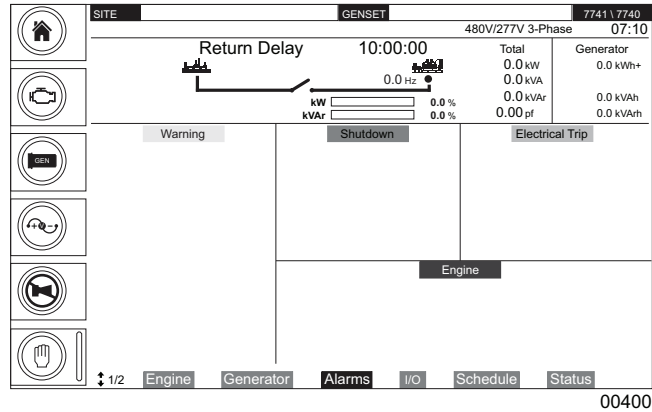 SITE GENSET 7741 \ 7740
480V/277V 3-Phase 07:10
Return Delay 10:00:00 Total Generator
0.0 kW 0.0 kWh+
0.0 Hz 0.0 kVA
kW 0.0 % 0.0 kVAr 0.0 kVAh
kVAr 0.0 % 0.00 pf 0.0 kVArh
Warning Shutdown Electrical Trip
GEN
Engine
1/2 Engine Generator Alarms I/O Schedule Status
00400